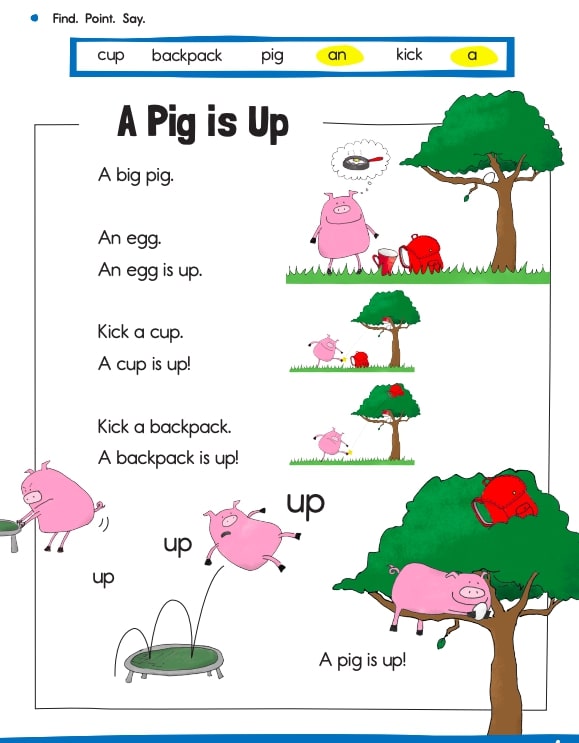 Find. Point. Say.
cup backpack pig an kick a
A Pig is Up
A big pig.
An egg.
An egg is up.
Kick a cup.
A cup is up!
Kick a backpack.
A backpack is up!
up
up
up
A pig is up!